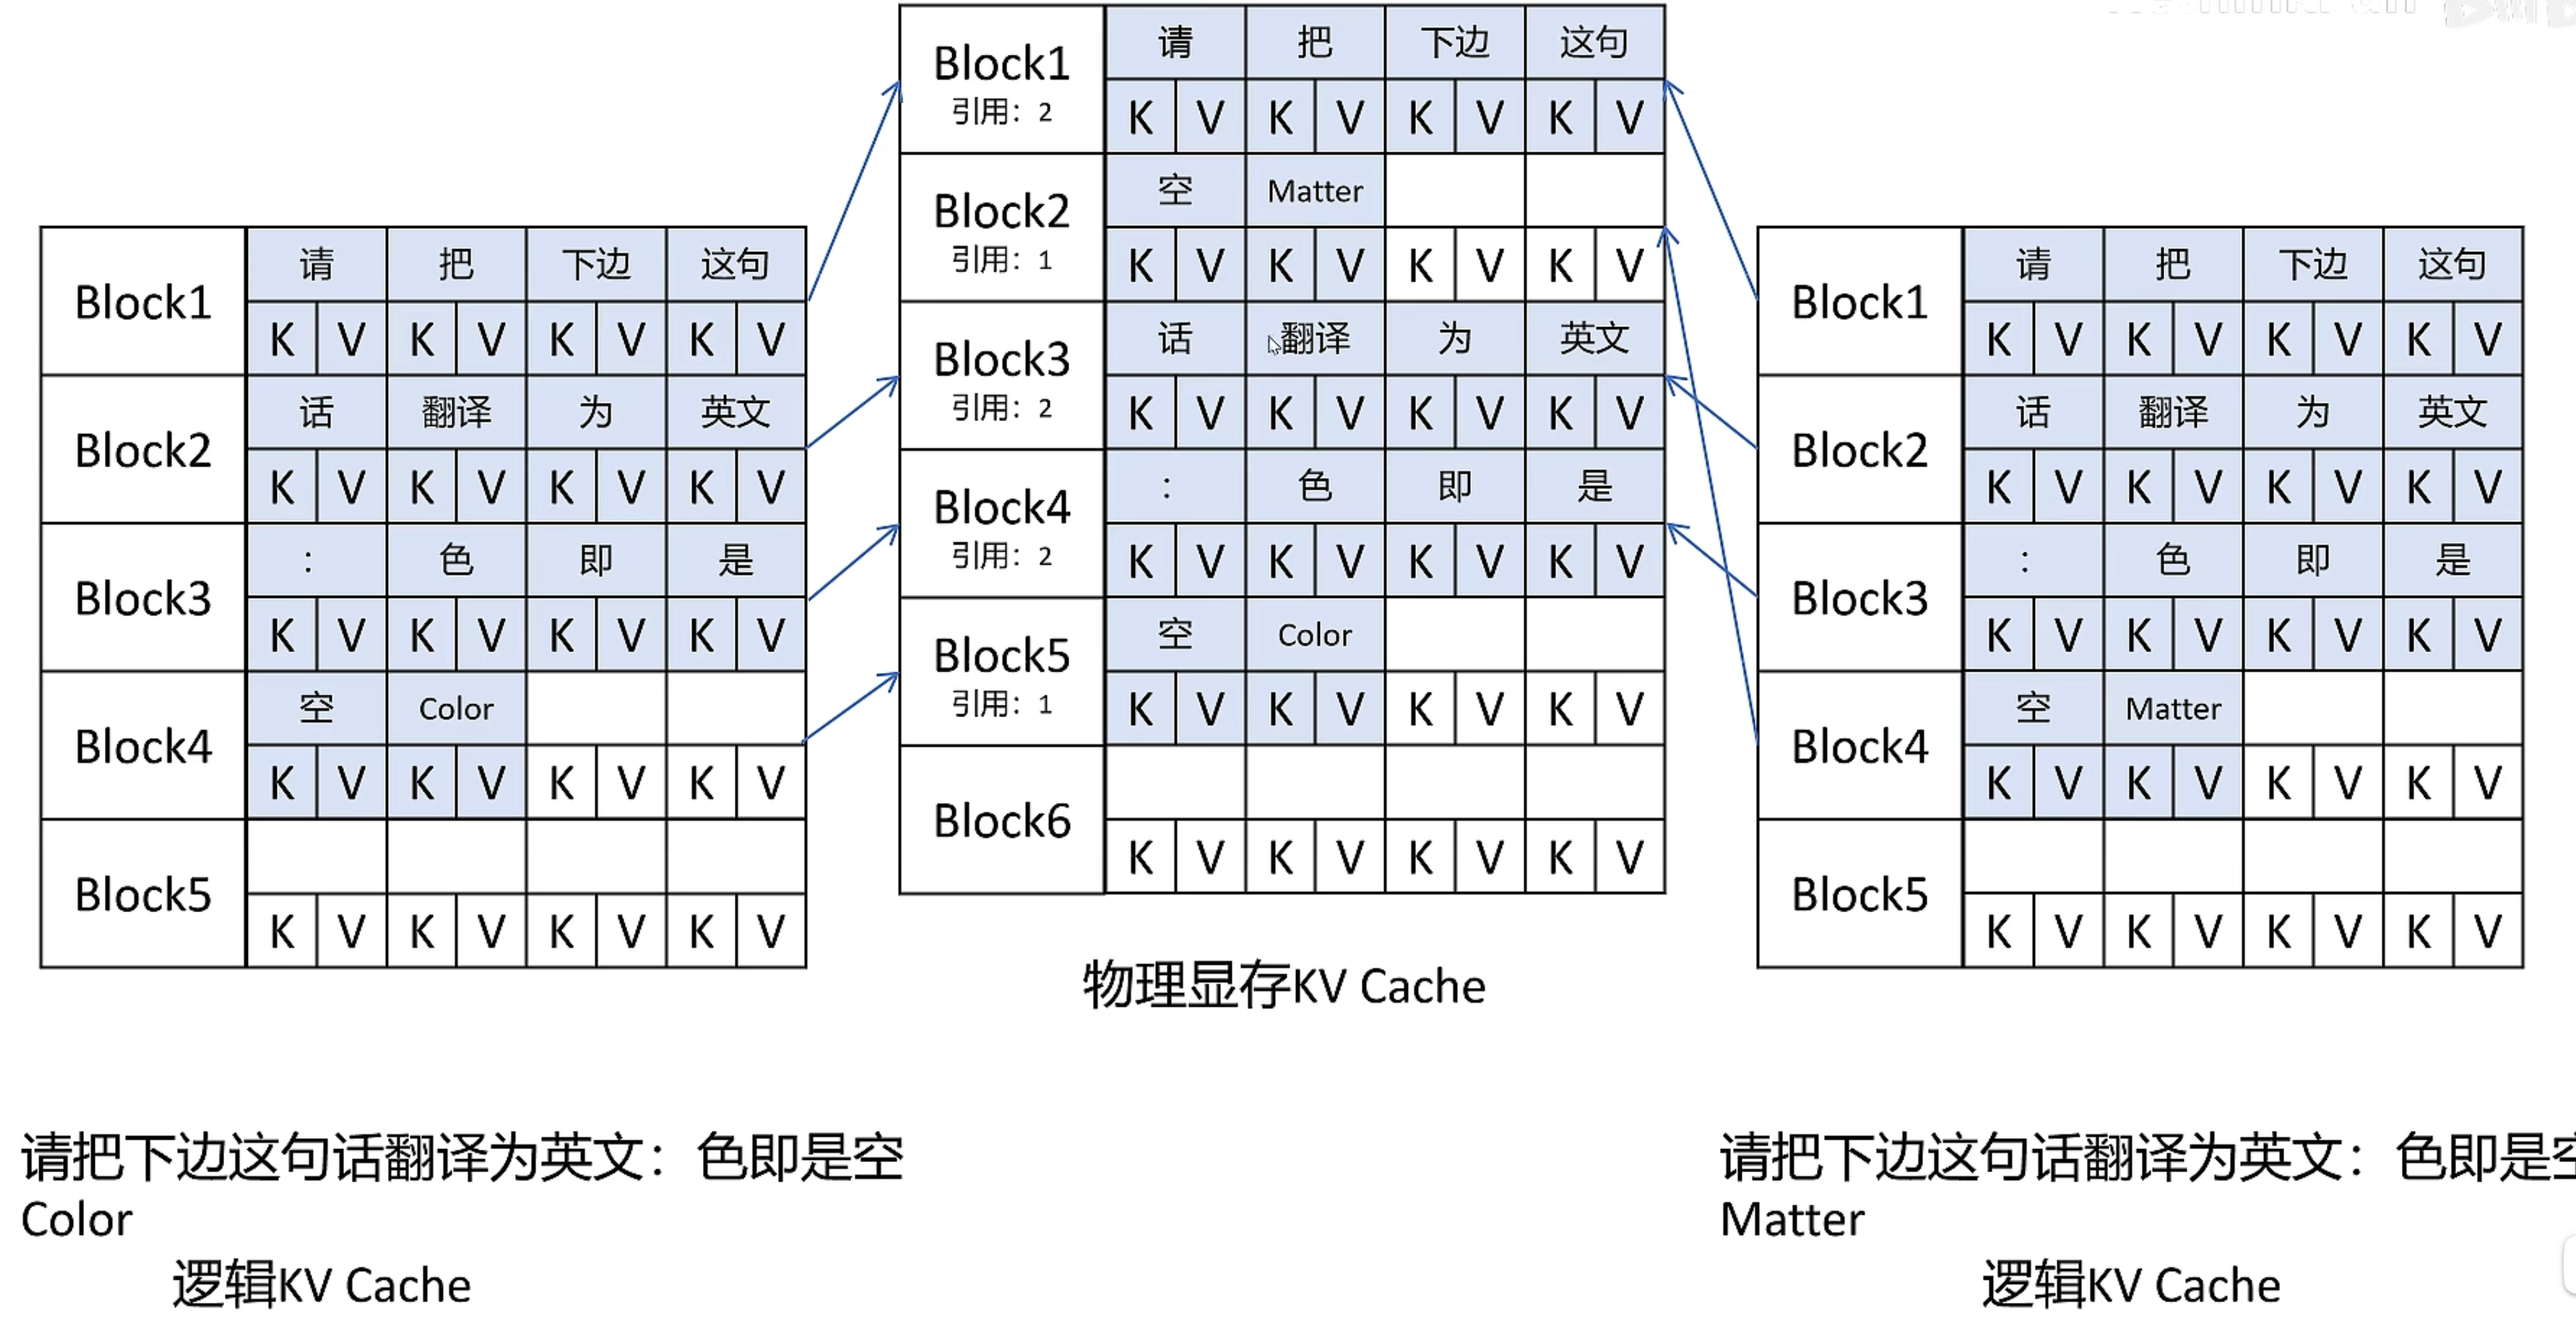 Block1 请 把 下边 这句
K V K V K V K V
Block2 话 翻译 为 英文
K V K V K V K V
Block3 : 色 即 是
K V K V K V K V
Block4 空 Color
K V K V K V K V
Block5
K V K V K V K V
请把下边这句话翻译为英文：色即是空
Color
逻辑KV Cache
Block1 请 把 下边 这句
引用：2 K V K V K V K V
Block2 空 Matter
引用：1 K V K V K V K V
Block3 话 翻译 为 英文
引用：2 K V K V K V K V
Block4 : 色 即 是
引用：2 K V K V K V K V
Block5 空 Color
引用：1 K V K V K V K V
Block6
K V K V K V K V
物理显存KV Cache
Block1 请 把 下边 这句
K V K V K V K V
Block2 话 翻译 为 英文
K V K V K V K V
Block3 : 色 即 是
K V K V K V K V
Block4 空 Matter
K V K V K V K V
Block5
K V K V K V K V
请把下边这句话翻译为英文：色即是空
Matter
逻辑KV Cache